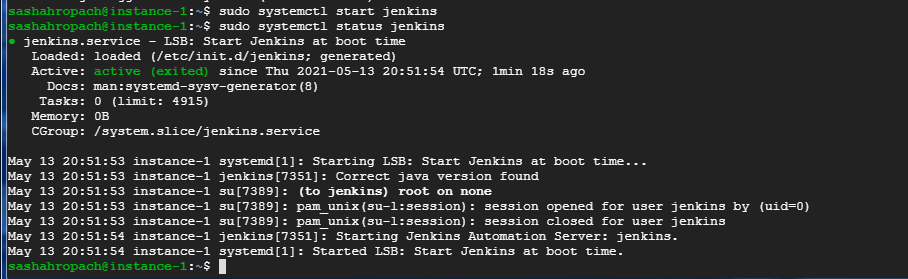 sashahropach@instance-1:~$ sudo systemctl start jenkins
sashahropach@instance-1:~$ sudo systemctl status jenkins
● jenkins.service - LSB: Start Jenkins at boot time
Loaded: loaded (/etc/init.d/jenkins; generated)
Active: active (exited) since Thu 2021-05-13 20:51:54 UTC; 1min 18s ago
Docs: man:systemd-sysv-generator(8)
Tasks: 0 (limit: 4915)
Memory: 0B
CGroup: /system.slice/jenkins.service
May 13 20:51:53 instance-1 systemd[1]: Starting LSB: Start Jenkins at boot time...
May 13 20:51:53 instance-1 jenkins[7351]: Correct java version found
May 13 20:51:53 instance-1 su[7389]: (to jenkins) root on none
May 13 20:51:53 instance-1 su[7389]: pam_unix(su-l:session): session opened for user jenkins by (uid=0)
May 13 20:51:53 instance-1 su[7389]: pam_unix(su-l:session): session closed for user jenkins
May 13 20:51:54 instance-1 jenkins[7351]: Starting Jenkins Automation Server: jenkins.
May 13 20:51:54 instance-1 systemd[1]: Started LSB: Start Jenkins at boot time.
sashahropach@instance-1:~$